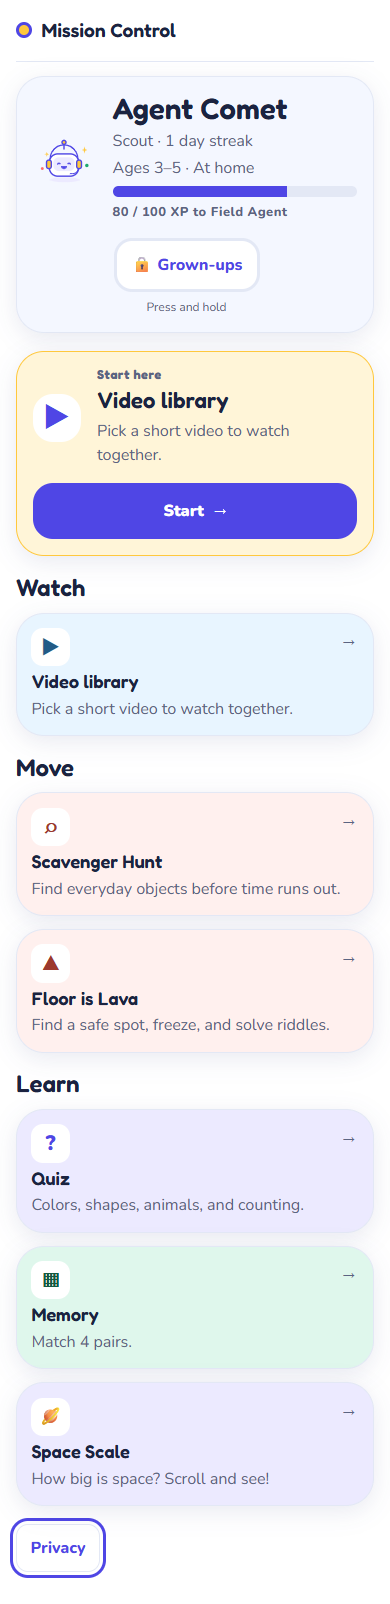 Mission Control
Agent Comet
Scout · 1 day streak
Ages 3–5 · At home
80 / 100 XP to Field Agent
🔒 Grown-ups
Press and hold
Start here
Video library
Pick a short video to watch
together.
Start →
Watch
→
Video library
Pick a short video to watch together.
Move
→
Scavenger Hunt
Find everyday objects before time runs out.
→
Floor is Lava
Find a safe spot, freeze, and solve riddles.
Learn
? →
Quiz
Colors, shapes, animals, and counting.
→
Memory
Match 4 pairs.
→
Space Scale
How big is space? Scroll and see!
Privacy